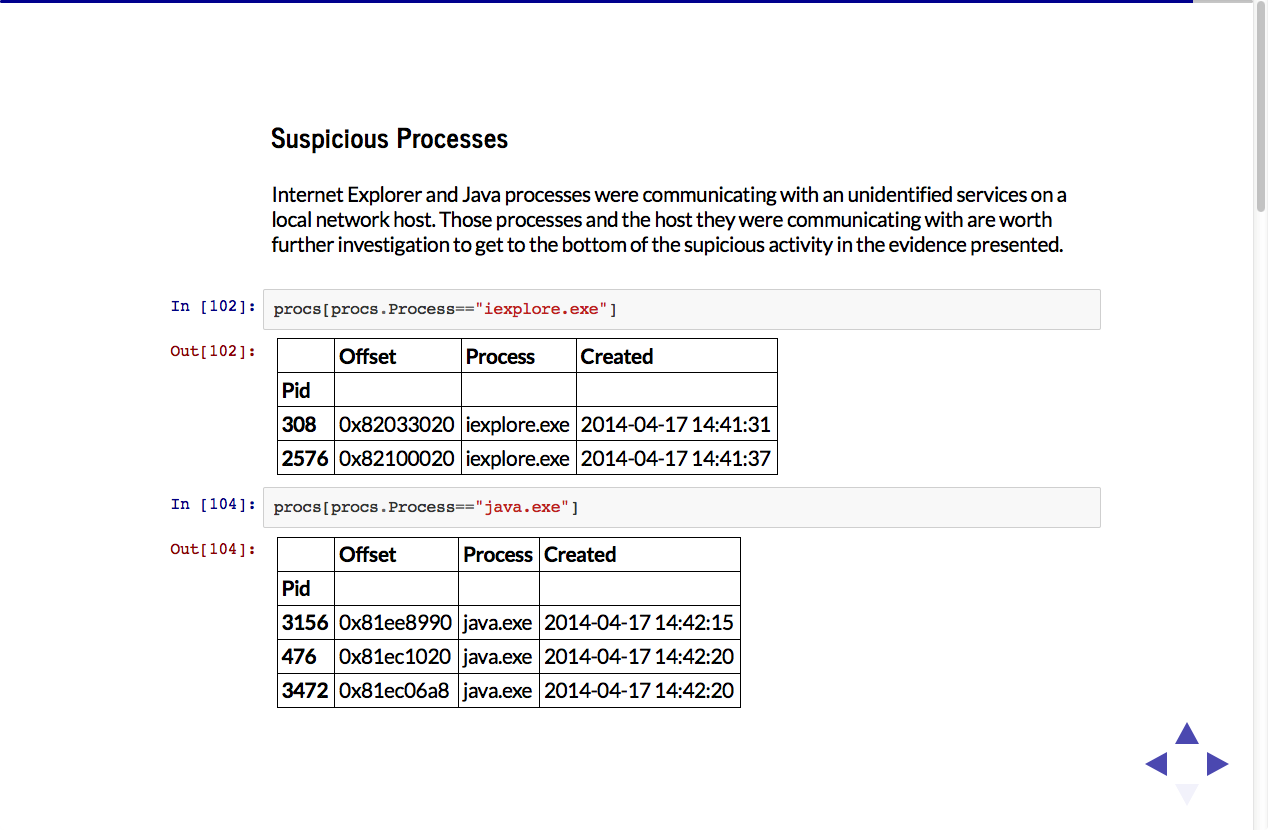 Suspicious Processes
Internet Explorer and Java processes were communicating with an unidentified services on a
local network host. Those processes and the host they were communicating with are worth
further investigation to get to the bottom of the supicious activity in the evidence presented.
In [102]: procs[procs.Process=="iexplore.exe"]
Out[102]:
Offset Process Created
Pid
308 0x82033020 iexplore.exe 2014-04-17 14:41:31
2576 0x82100020 iexplore.exe 2014-04-17 14:41:37
In [104]: procs[procs.Process=="java.exe"]
Out[104]:
Offset Process Created
Pid
3156 0x81ee8990 java.exe 2014-04-17 14:42:15
476 0x81ec1020 java.exe 2014-04-17 14:42:20
3472 0x81ec06a8 java.exe 2014-04-17 14:42:20